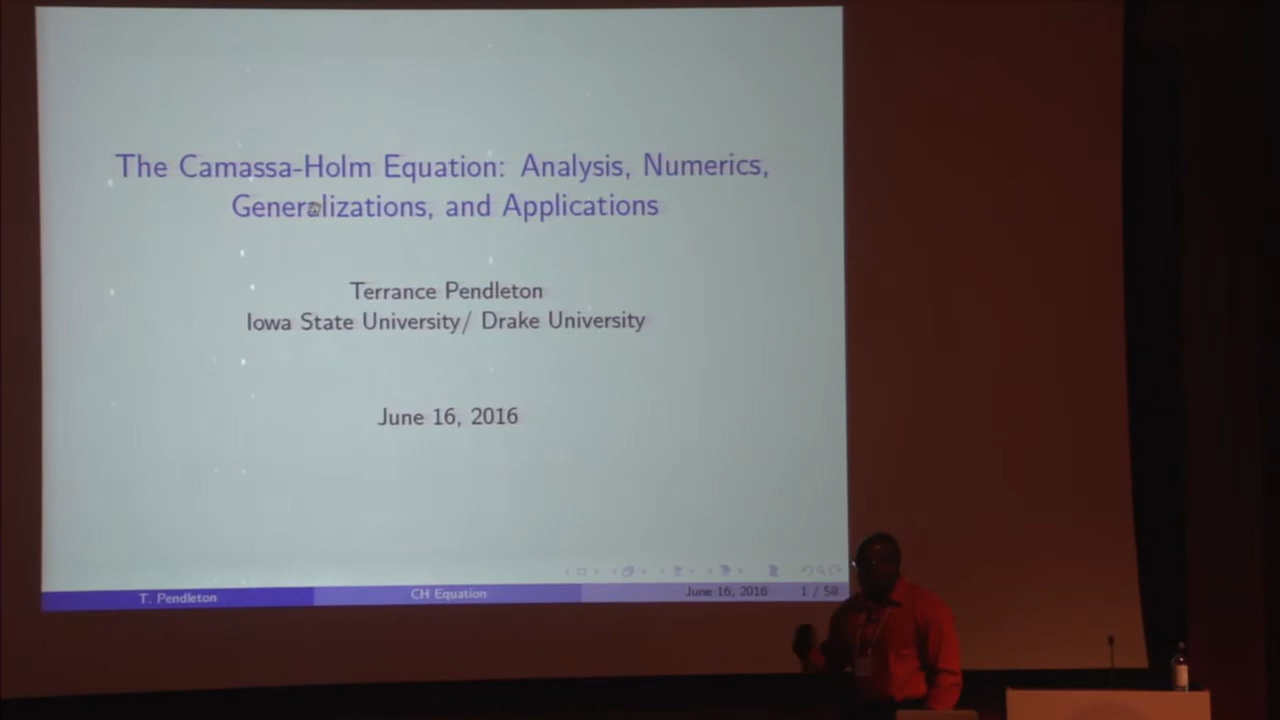 The Camassa-Holm Equation: Analysis, Numerics,
Generalizations, and Applications
Terrance Pendleton
Iowa State University/ Drake University
June 16, 2016
T. Pendleton
CH Equation
June 16, 2016
1 / 58